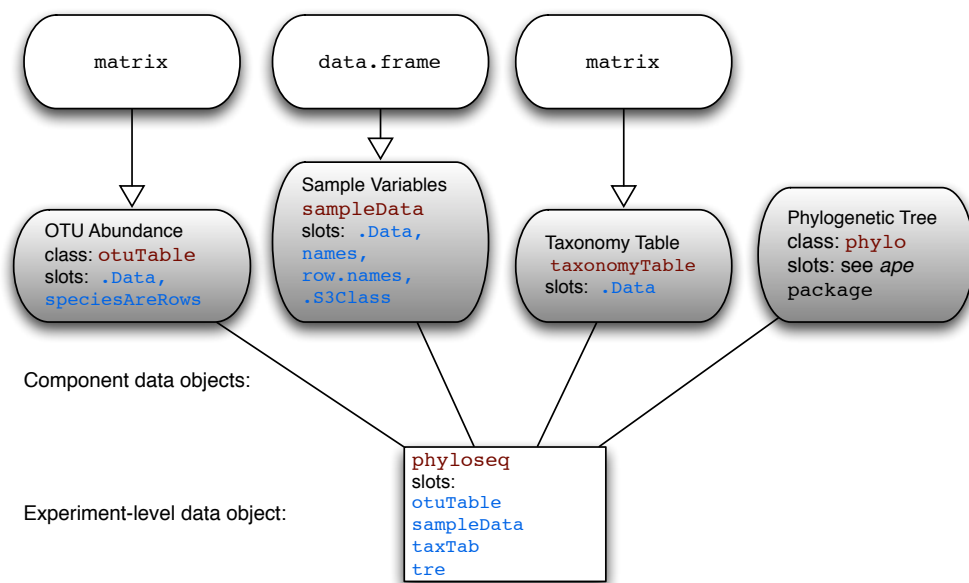 matrix
data.frame
matrix
OTU Abundance
class: otuTable
slots: .Data,
speciesAreRows
Sample Variables
sampleData
slots: .Data,
names,
row.names,
.S3Class
Taxonomy Table
taxonomyTable
slots: .Data
Phylogenetic Tree
class: phylo
slots: see ape
package
Component data objects:
phyloseq
slots:
otuTable
sampleData
taxTab
tre
Experiment-level data object: